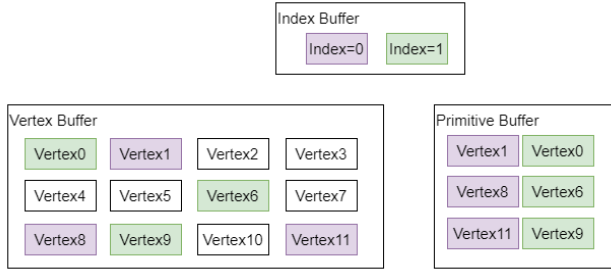 Index Buffer
Index=0 Index=1
Vertex Buffer
Vertex0 Vertex1 Vertex2 Vertex3
Vertex4 Vertex5 Vertex6 Vertex7
Vertex8 Vertex9 Vertex10 Vertex11
Primitive Buffer
Vertex1 Vertex0
Vertex8 Vertex6
Vertex11 Vertex9